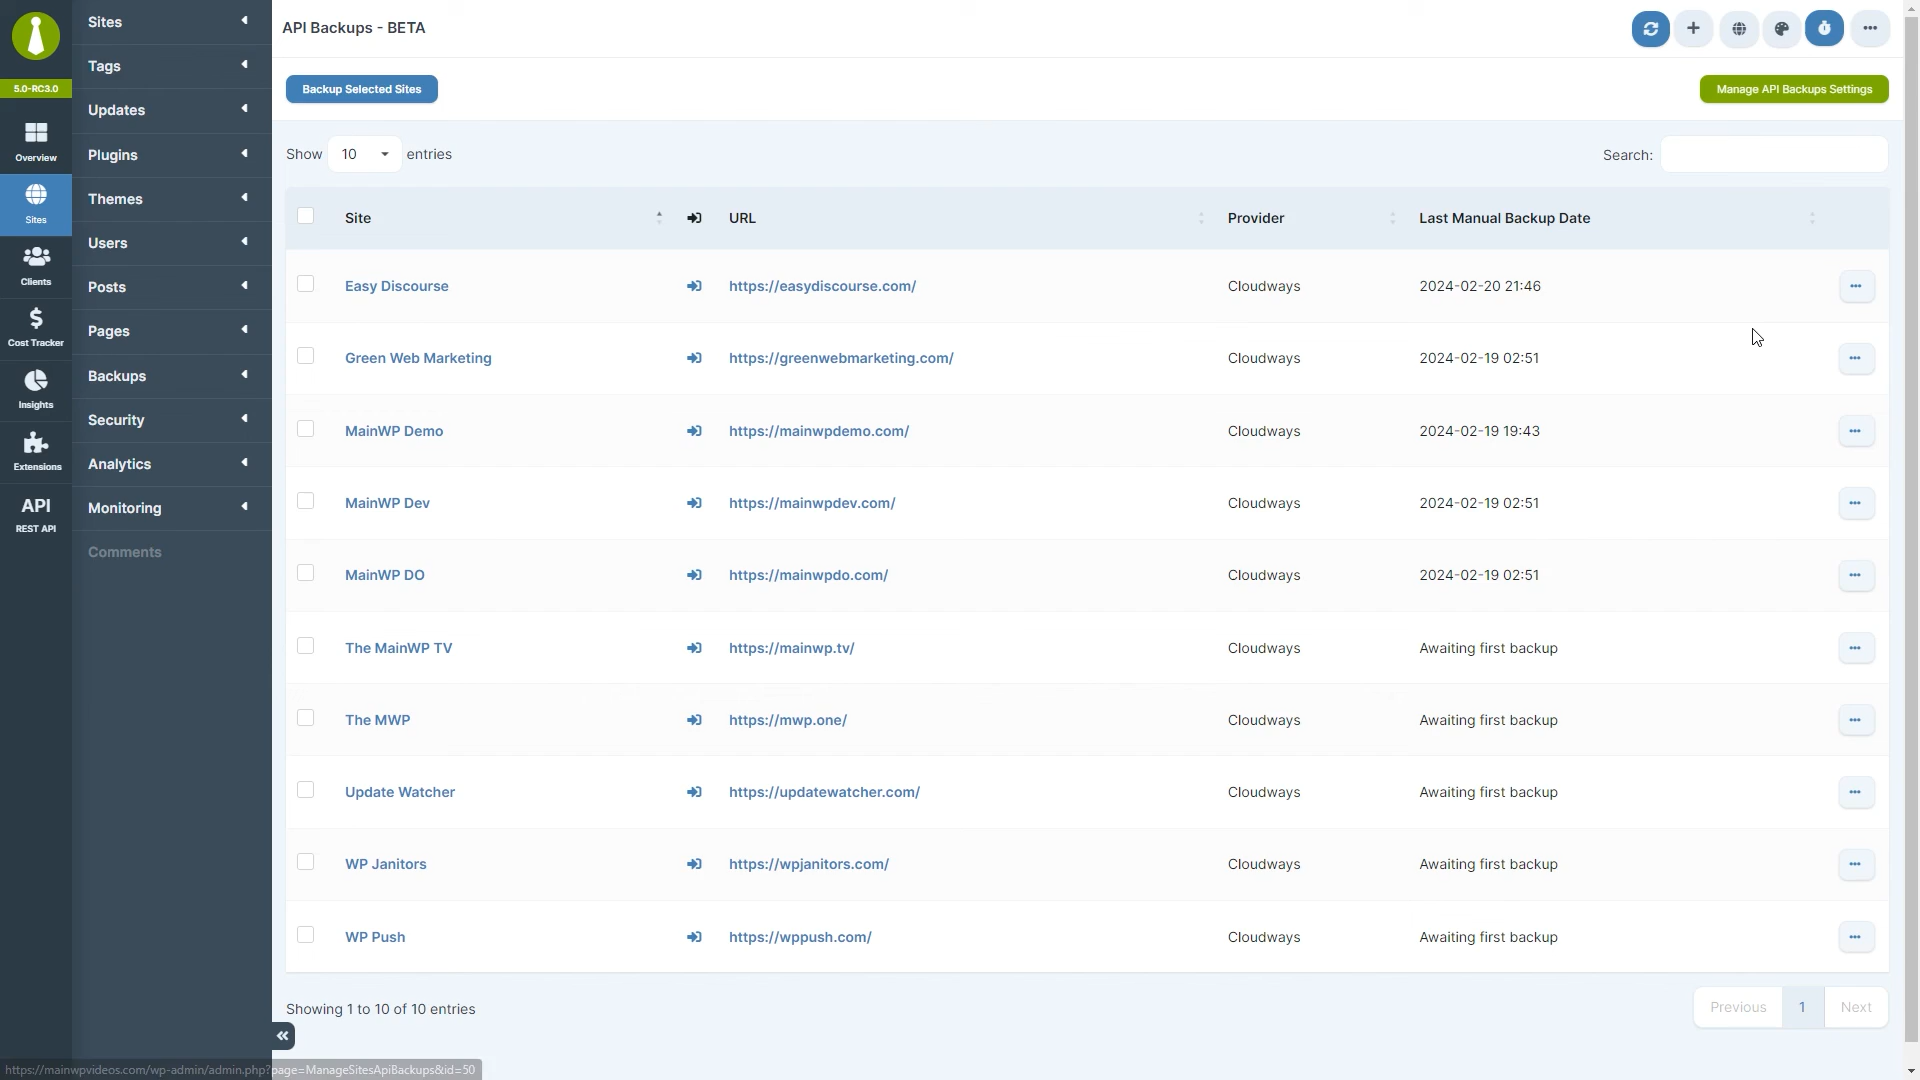 5.0-RC3.0
Overview
Sites
Clients
Cost Tracker
Insights
Extensions
API
REST API
Sites
Tags
Updates
Plugins
Themes
Users
Posts
Pages
Backups
Security
Analytics
Monitoring
Comments
API Backups - BETA
Backup Selected Sites
Manage API Backups Settings
Show 10 entries
Search:
Site URL Provider Last Manual Backup Date
Easy Discourse https://easydiscourse.com/ Cloudways 2024-02-20 21:46
Green Web Marketing https://greenwebmarketing.com/ Cloudways 2024-02-19 02:51
MainWP Demo https://mainwpdemo.com/ Cloudways 2024-02-19 19:43
MainWP Dev https://mainwpdev.com/ Cloudways 2024-02-19 02:51
MainWP DO https://mainwpdo.com/ Cloudways 2024-02-19 02:51
The MainWP TV https://mainwp.tv/ Cloudways Awaiting first backup
The MWP https://mwp.one/ Cloudways Awaiting first backup
Update Watcher https://updatewatcher.com/ Cloudways Awaiting first backup
WP Janitors https://wpjanitors.com/ Cloudways Awaiting first backup
WP Push https://wppush.com/ Cloudways Awaiting first backup
Showing 1 to 10 of 10 entries
Previous 1 Next
https://mainwpvideos.com/wp-admin/admin.php?page=ManageSitesApiBackups&id=50